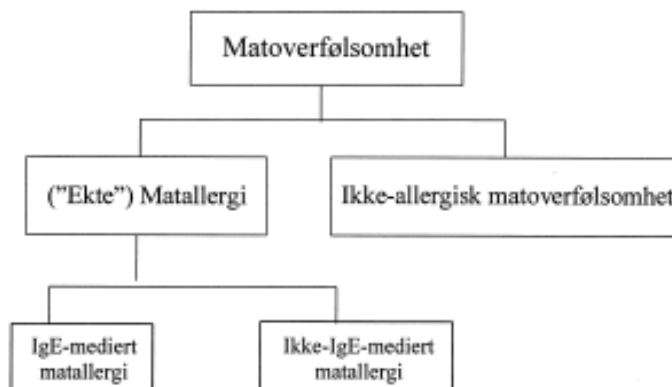 Matoverfølsomhet
("Ekte") Matallergi
Ikke-allergisk matoverfølsomhet
IgE-mediert
matallergi
Ikke-IgE-mediert
matallergi